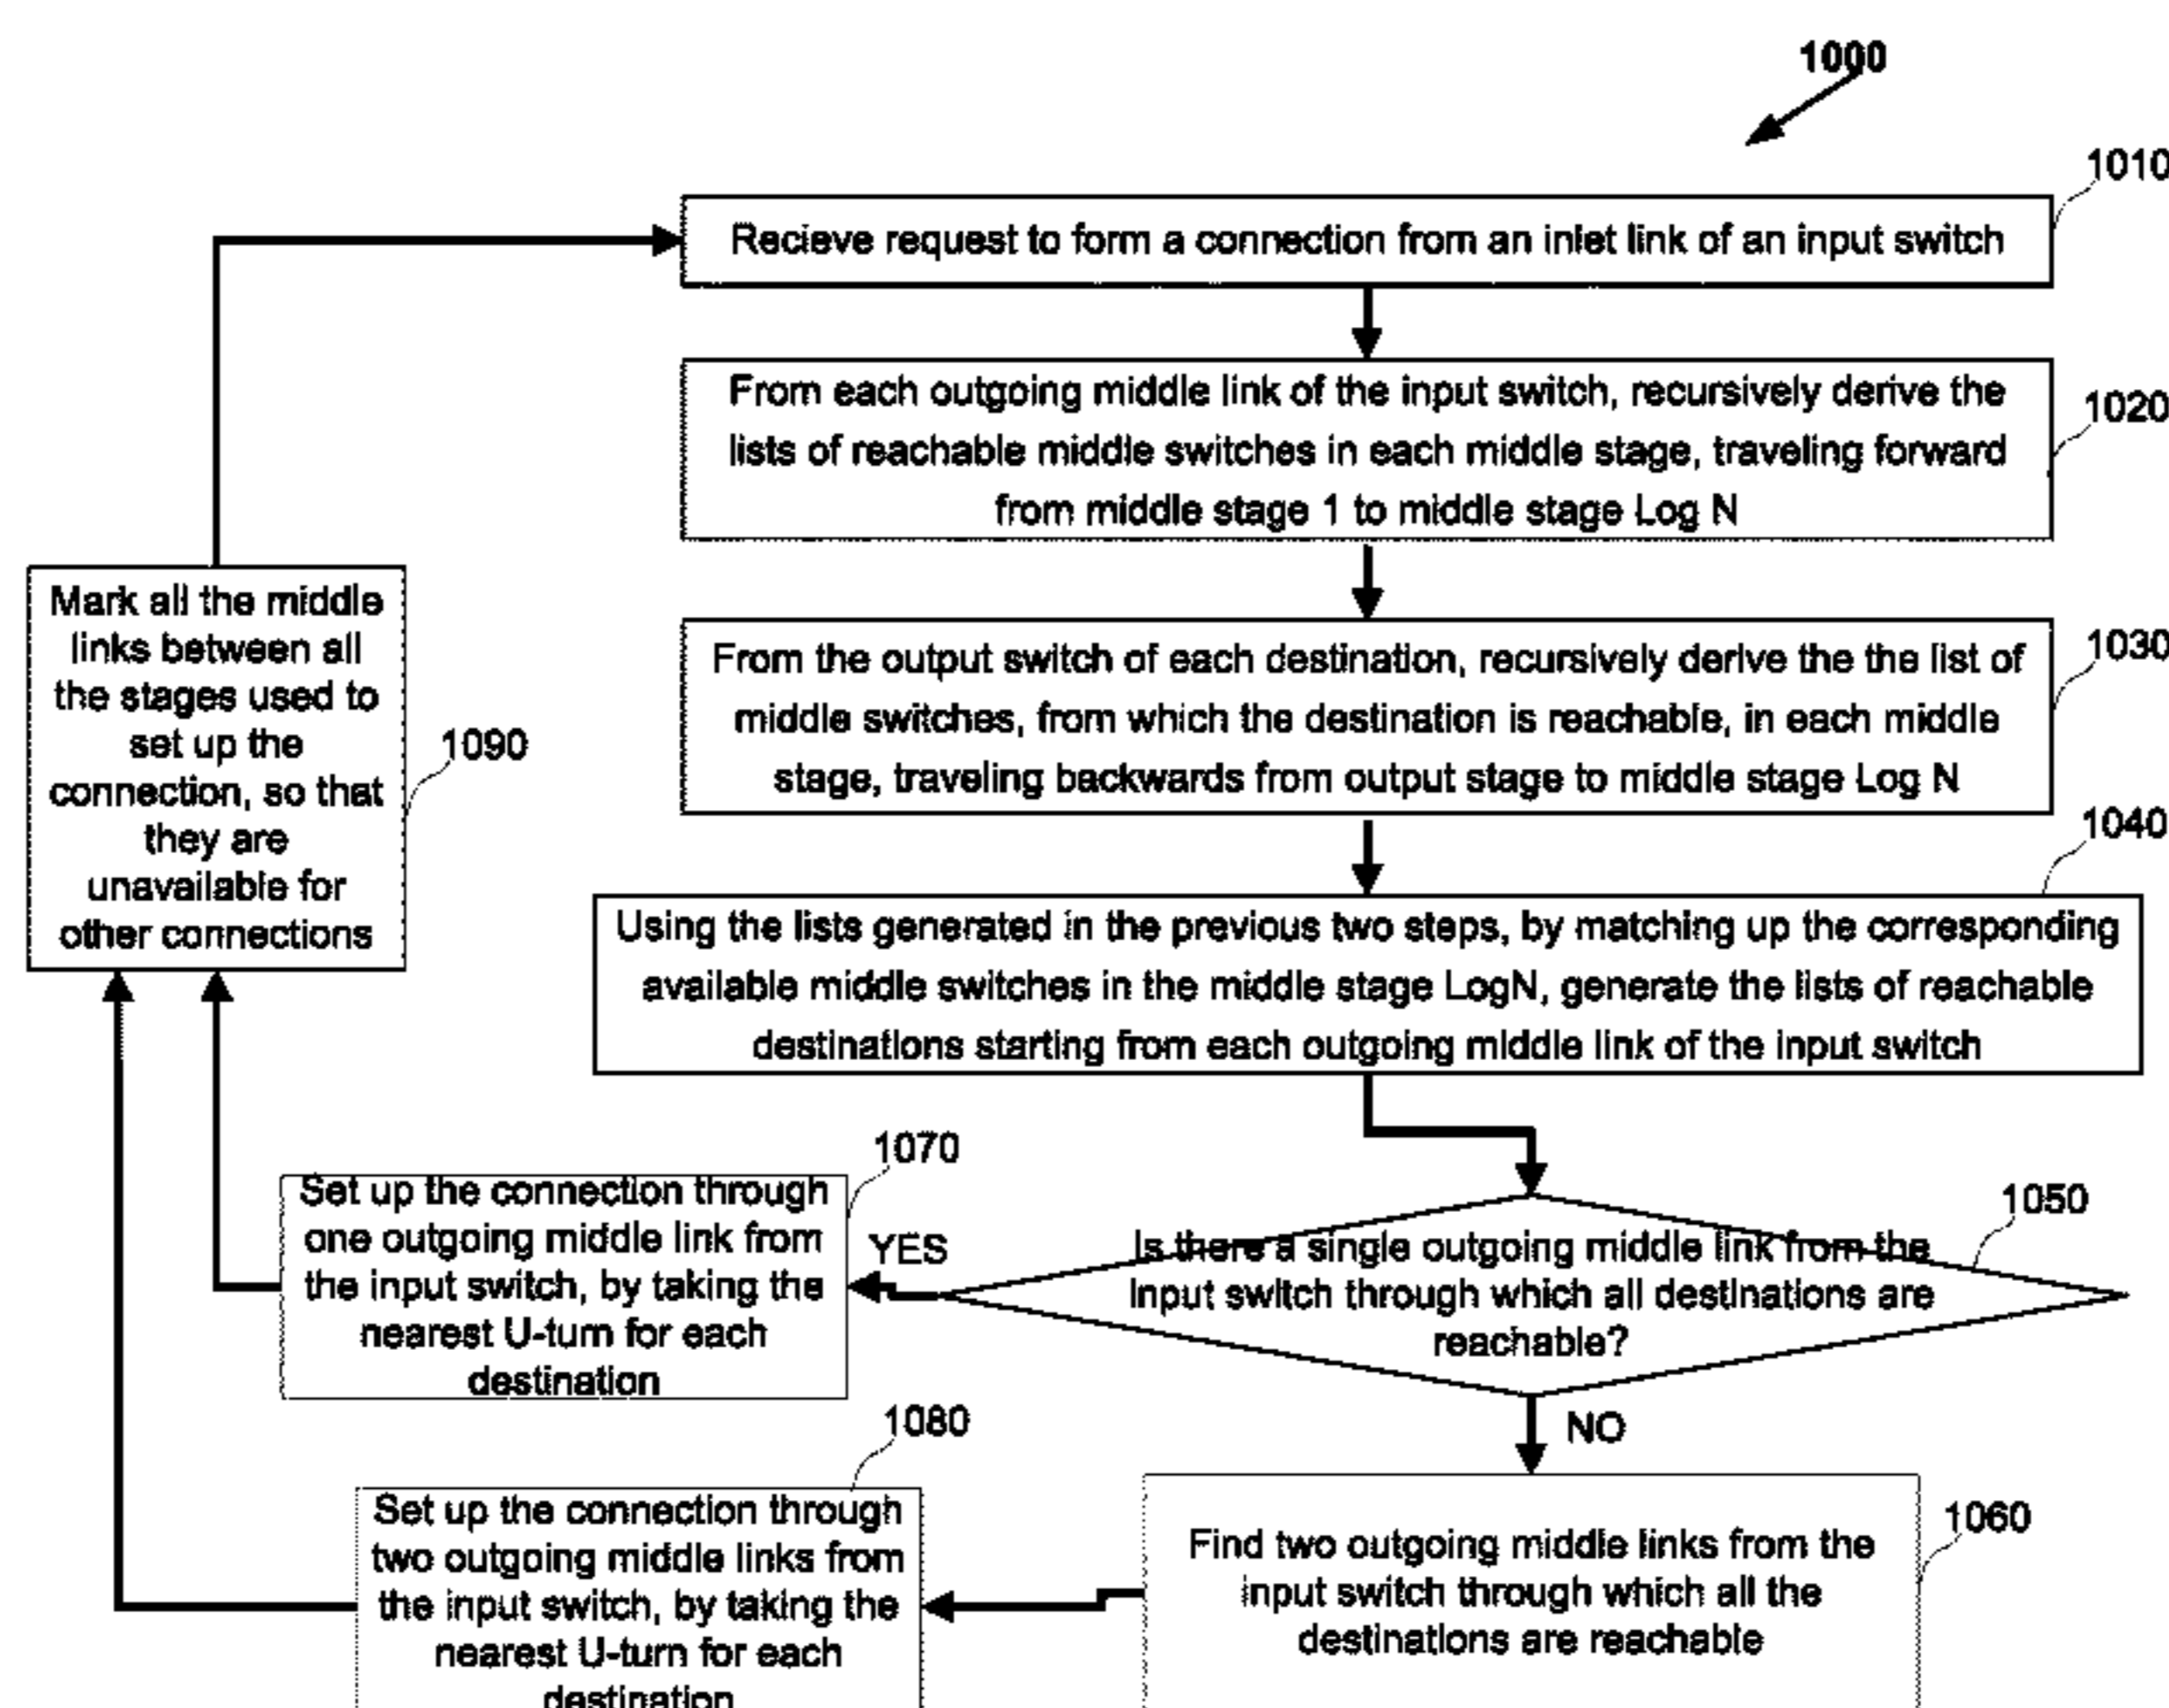 1000
1010
Recieve request to form a connection from an inlet link of an input switch
1020
From each outgoing middle link of the input switch, recursively derive the
lists of reachable middle switches in each middle stage, traveling forward
from middle stage 1 to middle stage Log N
1030
From the output switch of each destination, recursively derive the the list of
middle switches, from which the destination is reachable, in each middle
stage, traveling backwards from output stage to middle stage Log N
1040
Using the lists generated in the previous two steps, by matching up the corresponding
available middle switches in the middle stage LogN, generate the lists of reachable
destinations starting from each outgoing middle link of the input switch
1050
Is there a single outgoing middle link from the
input switch through which all destinations are
reachable?
YES
NO
1070
Set up the connection through
one outgoing middle link from
the input switch, by taking the
nearest U-turn for each
destination
1060
Find two outgoing middle links from the
input switch through which all the
destinations are reachable
1080
Set up the connection through
two outgoing middle links from
the input switch, by taking the
nearest U-turn for each
destination
1090
Mark all the middle
links between all
the stages used to
set up the
connection, so that
they are
unavailable for
other connections